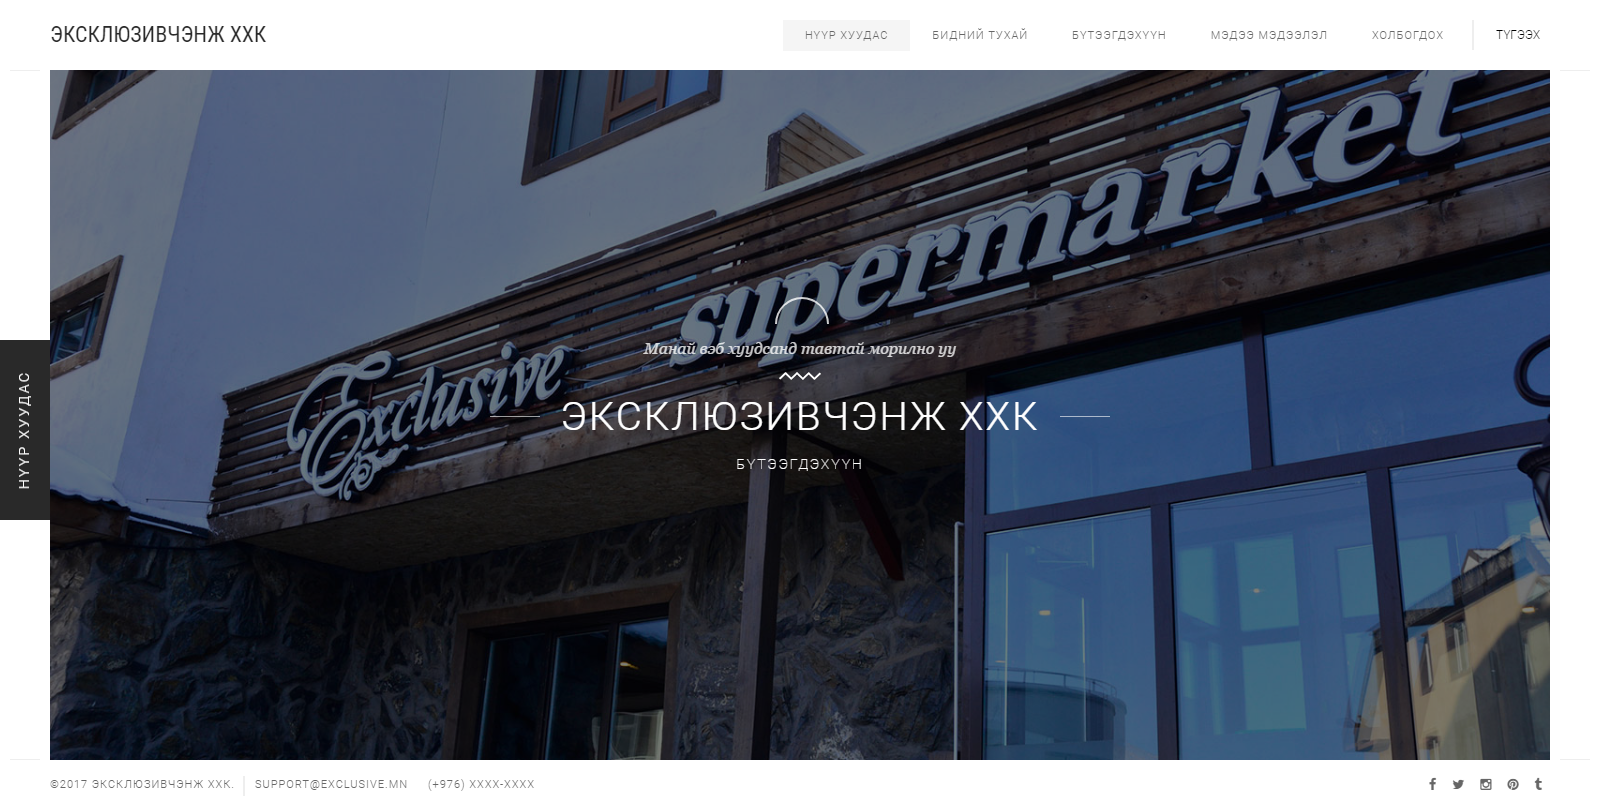 ЭКСКЛЮЗИВЧЭНЖ ХХК
НҮҮР ХУУДАС
БИДНИЙ ТУХАЙ
БҮТЭЭГДЭХҮҮН
МЭДЭЭ МЭДЭЭЛЭЛ
ХОЛБОГДОХ
ТҮГЭЭХ
supermarket
Exclusive
Манай вэб хуудсанд тавтай морилно уу
ЭКСКЛЮЗИВЧЭНЖ ХХК
БҮТЭЭГДЭХҮҮН
НҮҮР ХУУДАС
©2017 ЭКСКЛЮЗИВЧЭНЖ ХХК.
SUPPORT@EXCLUSIVE.MN
(+976) XXXX-XXXX